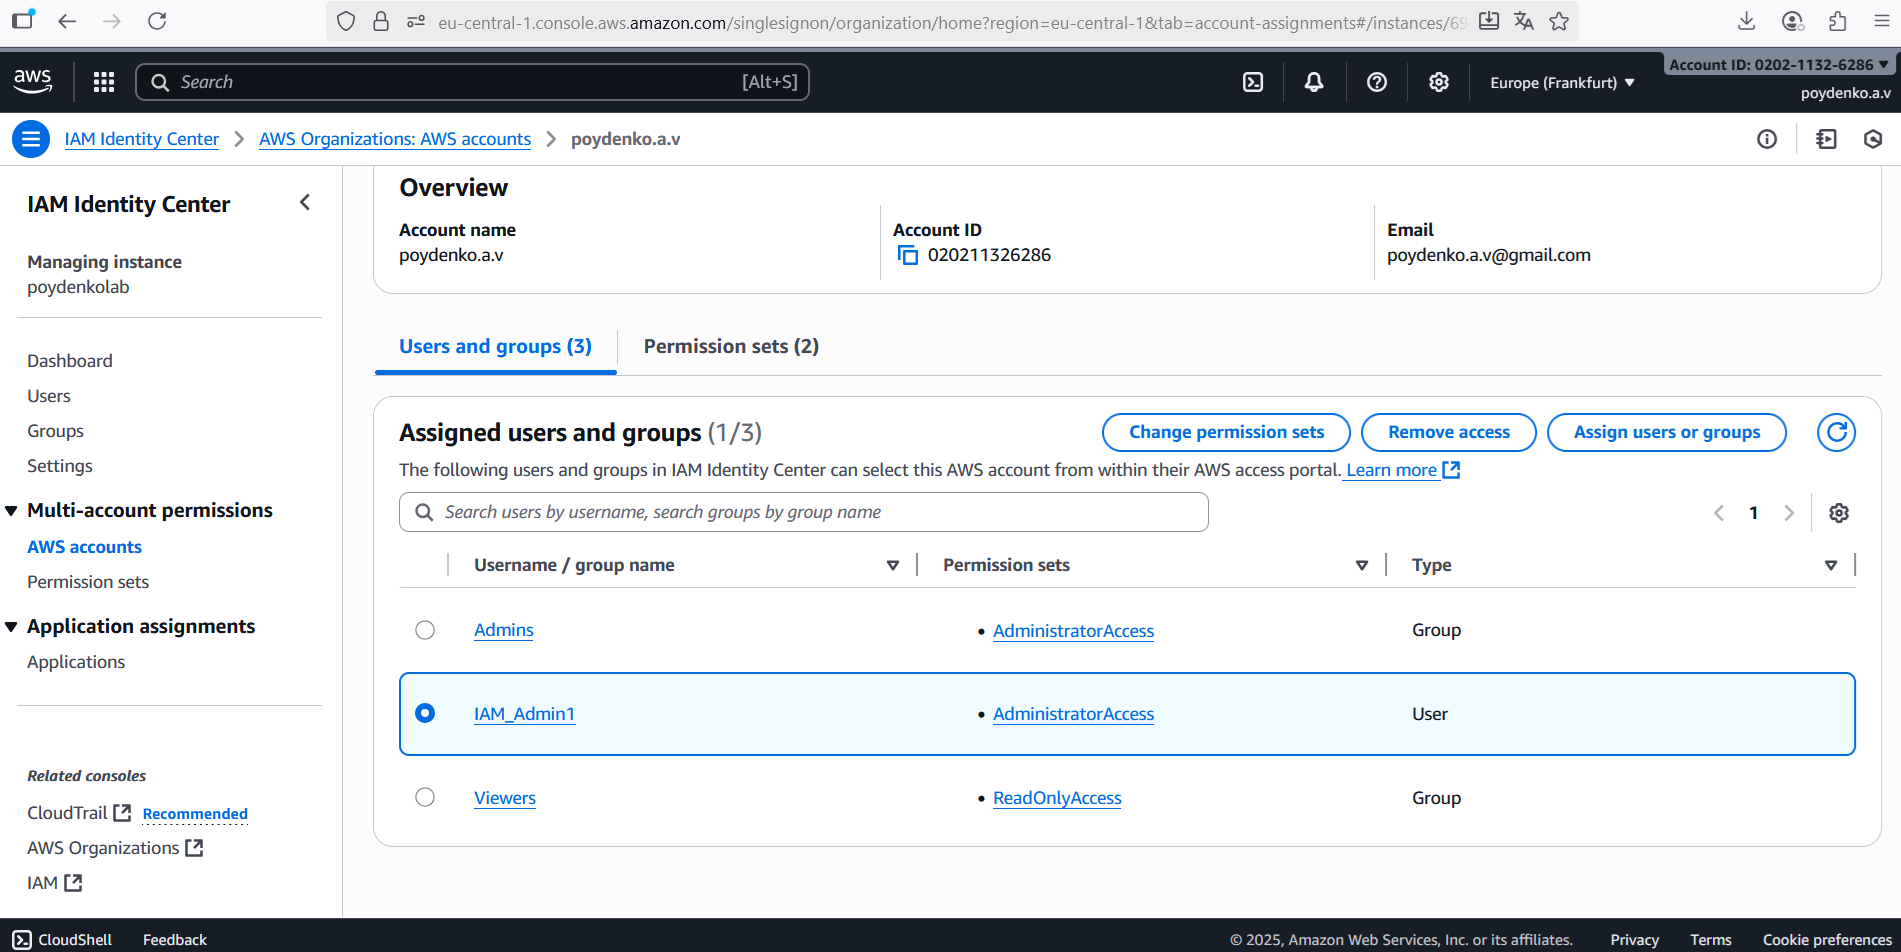 eu-central-1.console.aws.amazon.com/singlesignon/organization/home?region=eu-central-1&tab=account-assignments#/instances/69
aws
Search [Alt+S]
Europe (Frankfurt)
Account ID: 0202-1132-6286
poydenko.a.v
IAM Identity Center
AWS Organizations: AWS accounts
poydenko.a.v
IAM Identity Center
Managing instance
poydenkolab
Dashboard
Users
Groups
Settings
Multi-account permissions
AWS accounts
Permission sets
Application assignments
Applications
Related consoles
CloudTrail Recommended
AWS Organizations
IAM
Overview
Account name
poydenko.a.v
Account ID
020211326286
Email
poydenko.a.v@gmail.com
Users and groups (3)
Permission sets (2)
Assigned users and groups (1/3)
Change permission sets
Remove access
Assign users or groups
The following users and groups in IAM Identity Center can select this AWS account from within their AWS access portal. Learn more
Search users by username, search groups by group name
1
Username / group name Permission sets Type
Admins • AdministratorAccess Group
IAM_Admin1 • AdministratorAccess User
Viewers • ReadOnlyAccess Group
CloudShell Feedback © 2025, Amazon Web Services, Inc. or its affiliates. Privacy Terms Cookie preferences